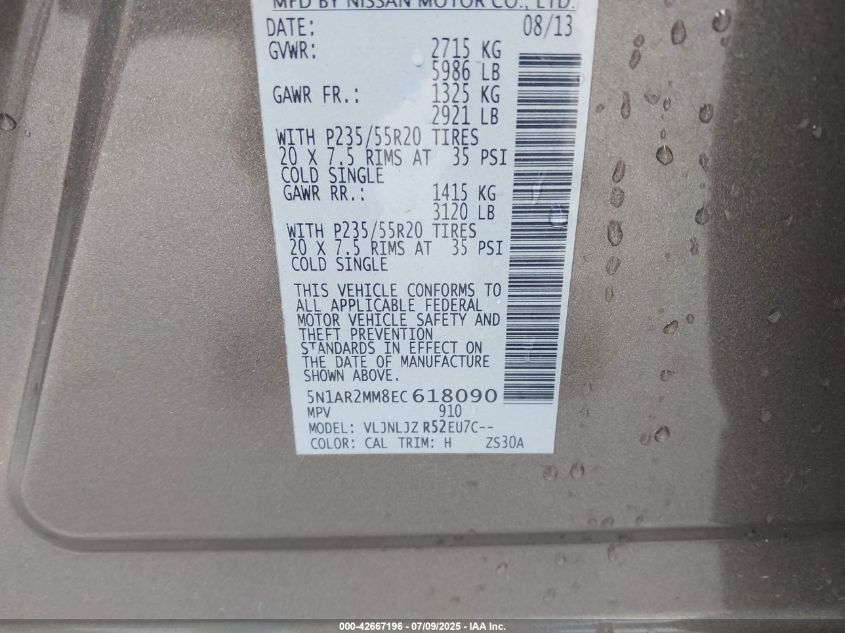 MFD BY NISSAN MOTOR CO., LTD.
DATE: 08/13
GVWR: 2715 KG
5986 LB
GAWR FR.: 1325 KG
2921 LB
WITH P235/55R20 TIRES
20 X 7.5 RIMS AT 35 PSI
COLD SINGLE
GAWR RR.: 1415 KG
3120 LB
WITH P235/55R20 TIRES
20 X 7.5 RIMS AT 35 PSI
COLD SINGLE
THIS VEHICLE CONFORMS TO
ALL APPLICABLE FEDERAL
MOTOR VEHICLE SAFETY AND
THEFT PREVENTION
STANDARDS IN EFFECT ON
THE DATE OF MANUFACTURE
SHOWN ABOVE.
5N1AR2MM8EC 618090
MPV 910
MODEL: VLJNLJZ R52EU7C--
COLOR: CAL TRIM: H ZS30A
000-42667196 - 07/09/2025 - IAA Inc.